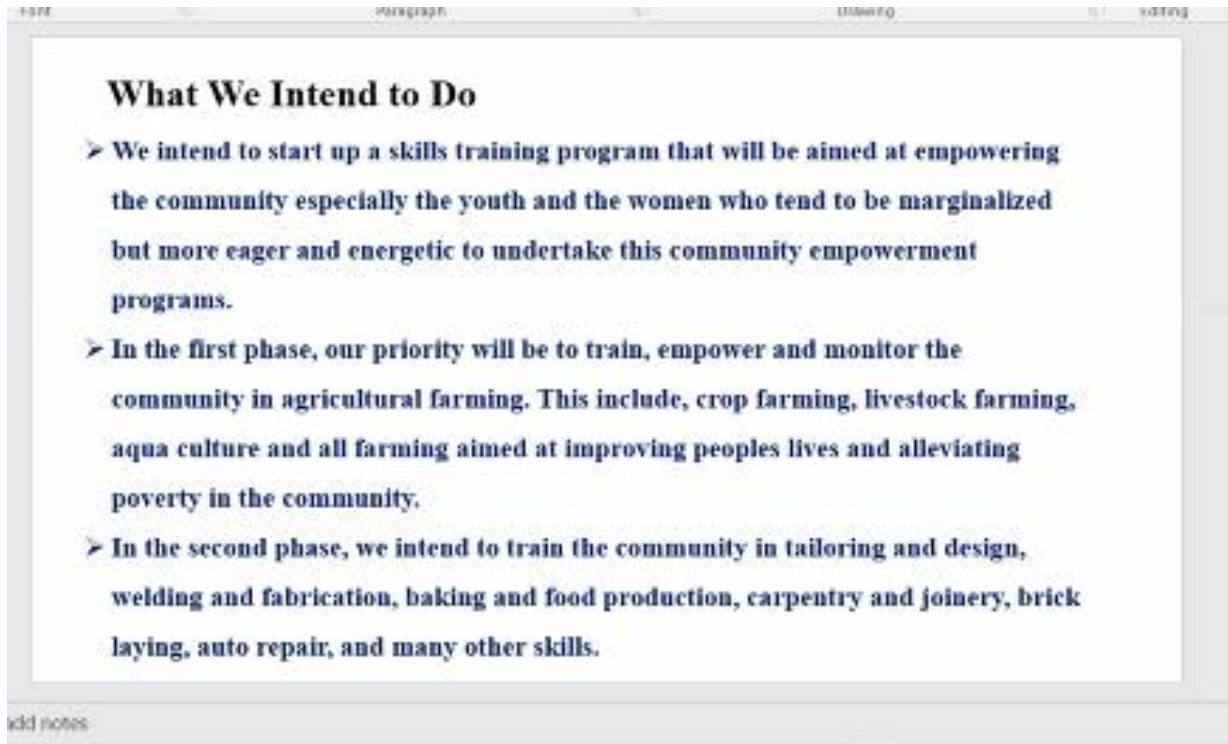 Font Paragraph Drawing Editing
What We Intend to Do
➢ We intend to start up a skills training program that will be aimed at empowering
the community especially the youth and the women who tend to be marginalized
but more eager and energetic to undertake this community empowerment
programs.
➢ In the first phase, our priority will be to train, empower and monitor the
community in agricultural farming. This include, crop farming, livestock farming,
aqua culture and all farming aimed at improving peoples lives and alleviating
poverty in the community.
➢ In the second phase, we intend to train the community in tailoring and design,
welding and fabrication, baking and food production, carpentry and joinery, brick
laying, auto repair, and many other skills.
add notes